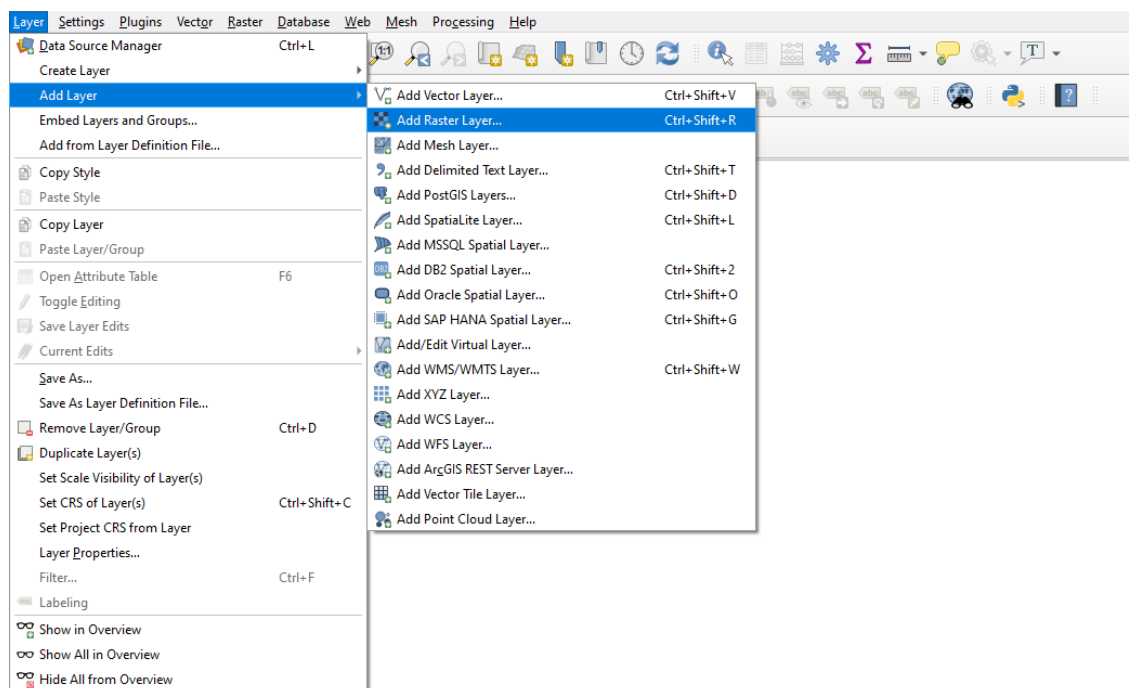 Layer Settings Plugins Vector Raster Database Web Mesh Processing Help
Data Source Manager Ctrl+L
Create Layer
Add Layer
Embed Layers and Groups...
Add from Layer Definition File...
Copy Style
Paste Style
Copy Layer
Paste Layer/Group
Open Attribute Table F6
Toggle Editing
Save Layer Edits
Current Edits
Save As...
Save As Layer Definition File...
Remove Layer/Group Ctrl+D
Duplicate Layer(s)
Set Scale Visibility of Layer(s)
Set CRS of Layer(s) Ctrl+Shift+C
Set Project CRS from Layer
Layer Properties...
Filter... Ctrl+F
Labeling
Show in Overview
Show All in Overview
Hide All from Overview
Add Vector Layer... Ctrl+Shift+V
Add Raster Layer... Ctrl+Shift+R
Add Mesh Layer...
Add Delimited Text Layer... Ctrl+Shift+T
Add PostGIS Layers... Ctrl+Shift+D
Add SpatiaLite Layer... Ctrl+Shift+L
Add MSSQL Spatial Layer...
Add DB2 Spatial Layer... Ctrl+Shift+2
Add Oracle Spatial Layer... Ctrl+Shift+O
Add SAP HANA Spatial Layer... Ctrl+Shift+G
Add/Edit Virtual Layer...
Add WMS/WMTS Layer... Ctrl+Shift+W
Add XYZ Layer...
Add WCS Layer...
Add WFS Layer...
Add ArcGIS REST Server Layer...
Add Vector Tile Layer...
Add Point Cloud Layer...